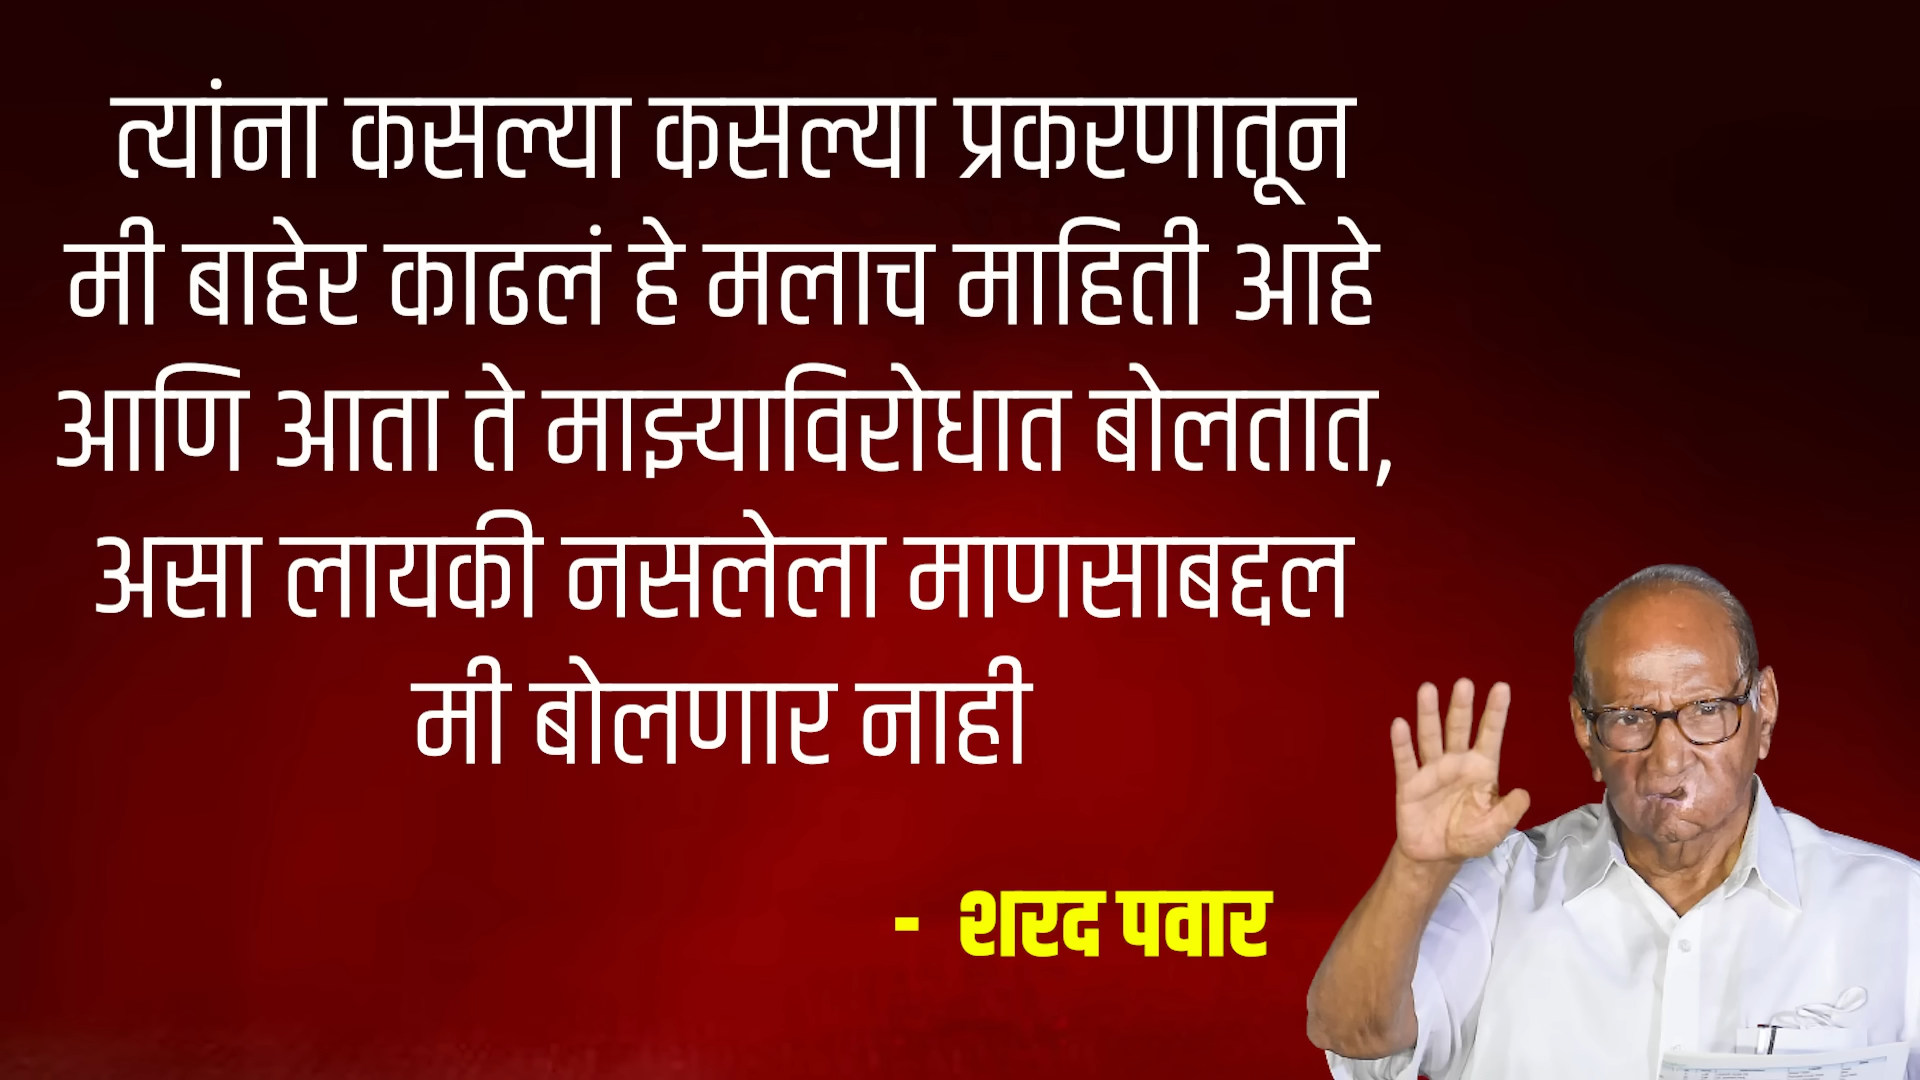 त्यांना कसल्या कसल्या प्रकरणातून
मी बाहेर काढलं हे मलाच माहिती आहे
आणि आता ते माझ्याविरोधात बोलतात,
असा लायकी नसलेला माणसाबद्दल
मी बोलणार नाही
- शरद पवार